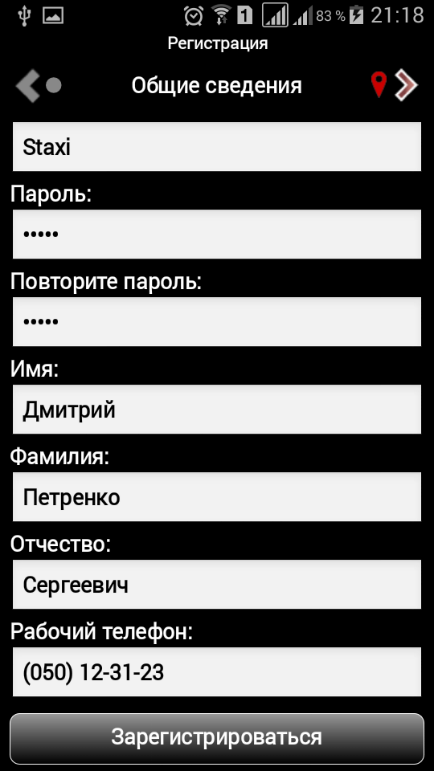 1 83 % 21:18
Регистрация
Общие сведения
Staxi
Пароль:
•••••
Повторите пароль:
•••••
Имя:
Дмитрий
Фамилия:
Петренко
Отчество:
Сергеевич
Рабочий телефон:
(050) 12-31-23
Зарегистрироваться